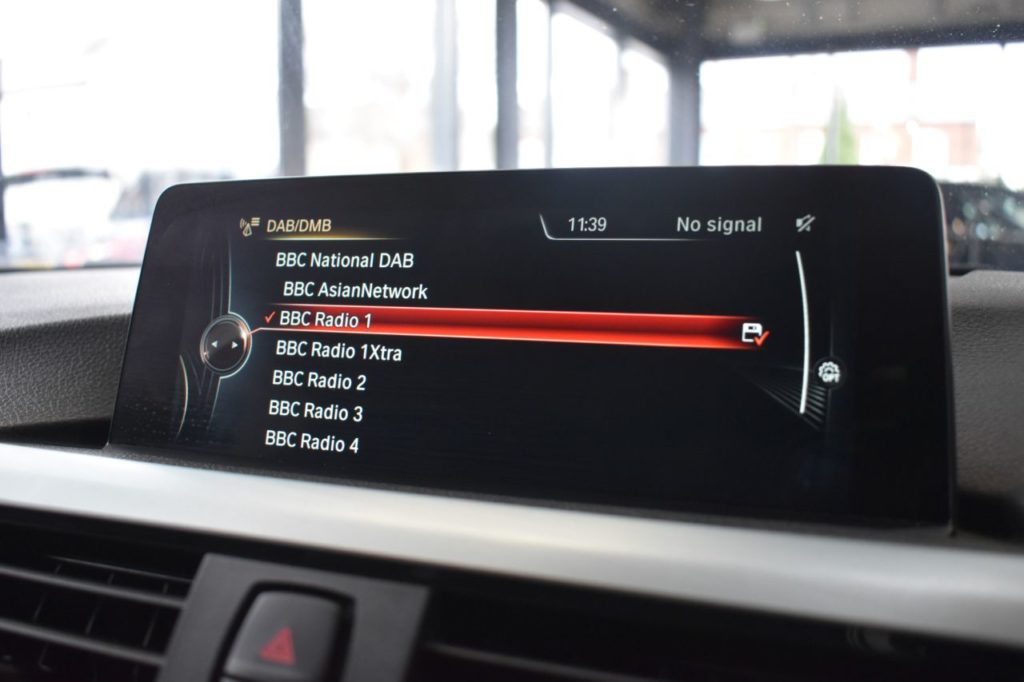 DAB/DMB 11:39 No signal
BBC National DAB
BBC AsianNetwork
BBC Radio 1
BBC Radio 1Xtra
BBC Radio 2
BBC Radio 3
BBC Radio 4
OPT